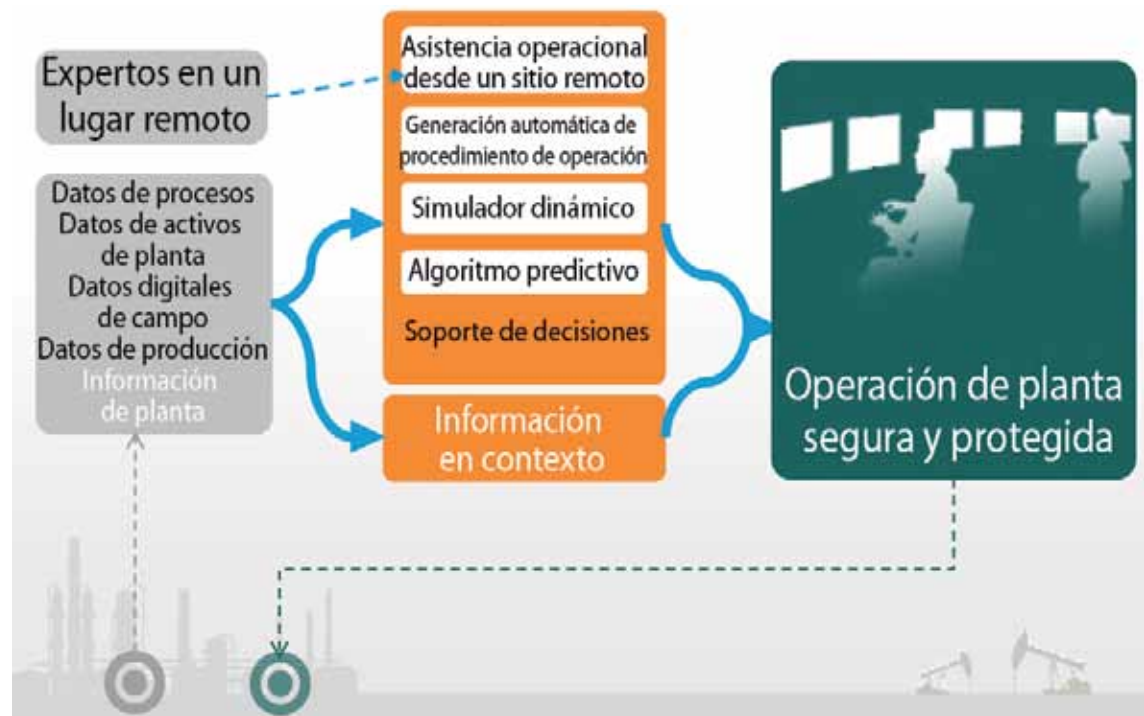 Expertos en un
lugar remoto
Datos de procesos
Datos de activos
de planta
Datos digitales
de campo
Datos de producción
Información
de planta
Asistencia operacional
desde un sitio remoto
Generación automática de
procedimiento de operación
Simulador dinámico
Algoritmo predictivo
Soporte de decisiones
Información
en contexto
Operación de planta
segura y protegida